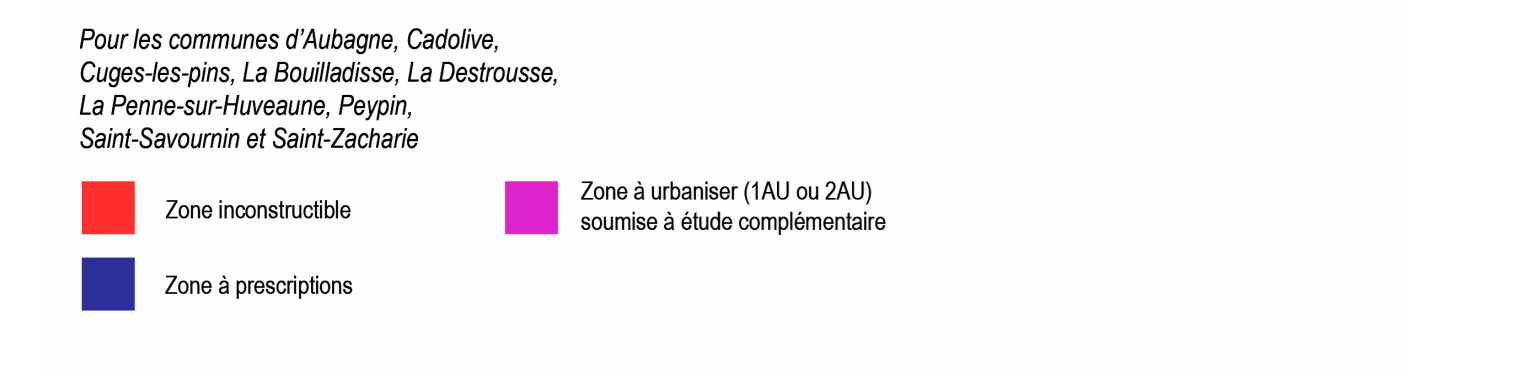 Pour les communes d'Aubagne, Cadolive,
Cuges-les-pins, La Bouilladisse, La Destrousse,
La Penne-sur-Huveaune, Peypin,
Saint-Savournin et Saint-Zacharie
Zone inconstructible
Zone à urbaniser (1AU ou 2AU)
soumise à étude complémentaire
Zone à prescriptions